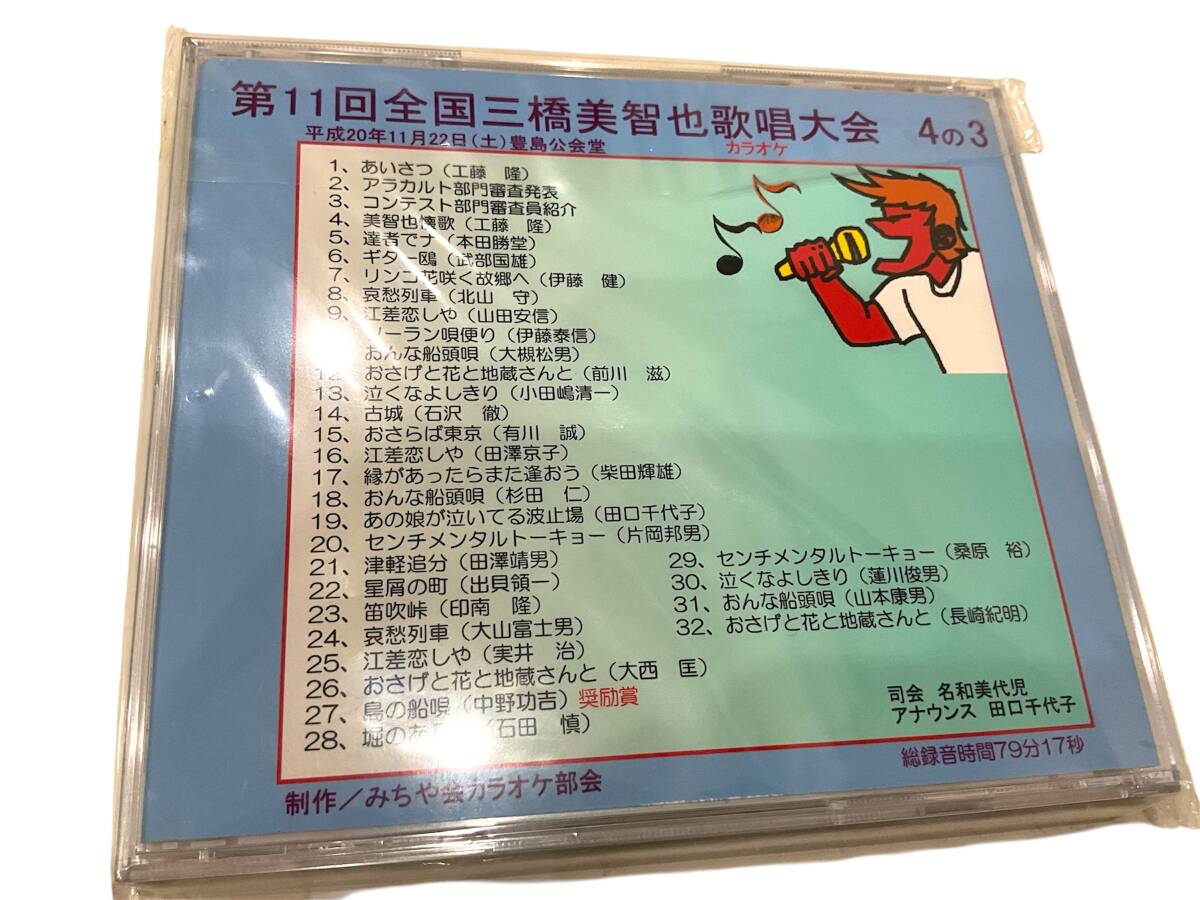 第11回全国三橋美智也歌唱大会 4の3
平成20年11月22日(土)豊島公会堂
カラオケ
1、あいさつ(工藤 隆)
2、アラカルト部門審査発表
3、コンテスト部門審査員紹介
4、美智也懐歌(工藤 隆)
5、達者でナ(本田勝堂)
6、ギター鴎(武部国雄)
7、リンゴ花咲く故郷へ(伊藤 健)
8、哀愁列車(北山 守)
9、江差恋しや(山田安信)
ソーラン唄便り(伊藤泰信)
おんな船頭唄(大槻松男)
12、おさげと花と地蔵さんと(前川 滋)
13、泣くなよしきり(小田嶋清一)
14、古城(石沢 徹)
15、おさらば東京(有川 誠)
16、江差恋しや(田澤京子)
17、縁があったらまた逢おう(柴田輝雄)
18、おんな船頭唄(杉田 仁)
19、あの娘が泣いてる波止場(田口千代子)
20、センチメンタルトーキョー(片岡邦男)
21、津軽追分(田澤靖男)
22、星屑の町(出貝領一)
23、笛吹峠(印南 隆)
24、哀愁列車(大山富士男)
25、江差恋しや(実井 治)
26、おさげと花と地蔵さんと(大西 匡)
27、島の船唄(中野功吉)奨励賞
28、堀のあ(石田 慎)
29、センチメンタルトーキョー(桑原 裕)
30、泣くなよしきり(蓮川俊男)
31、おんな船頭唄(山本康男)
32、おさげと花と地蔵さんと(長崎紀明)
司会 名和美代児
アナウンス 田口千代子
総録音時間79分17秒
制作/みちや会カラオケ部会